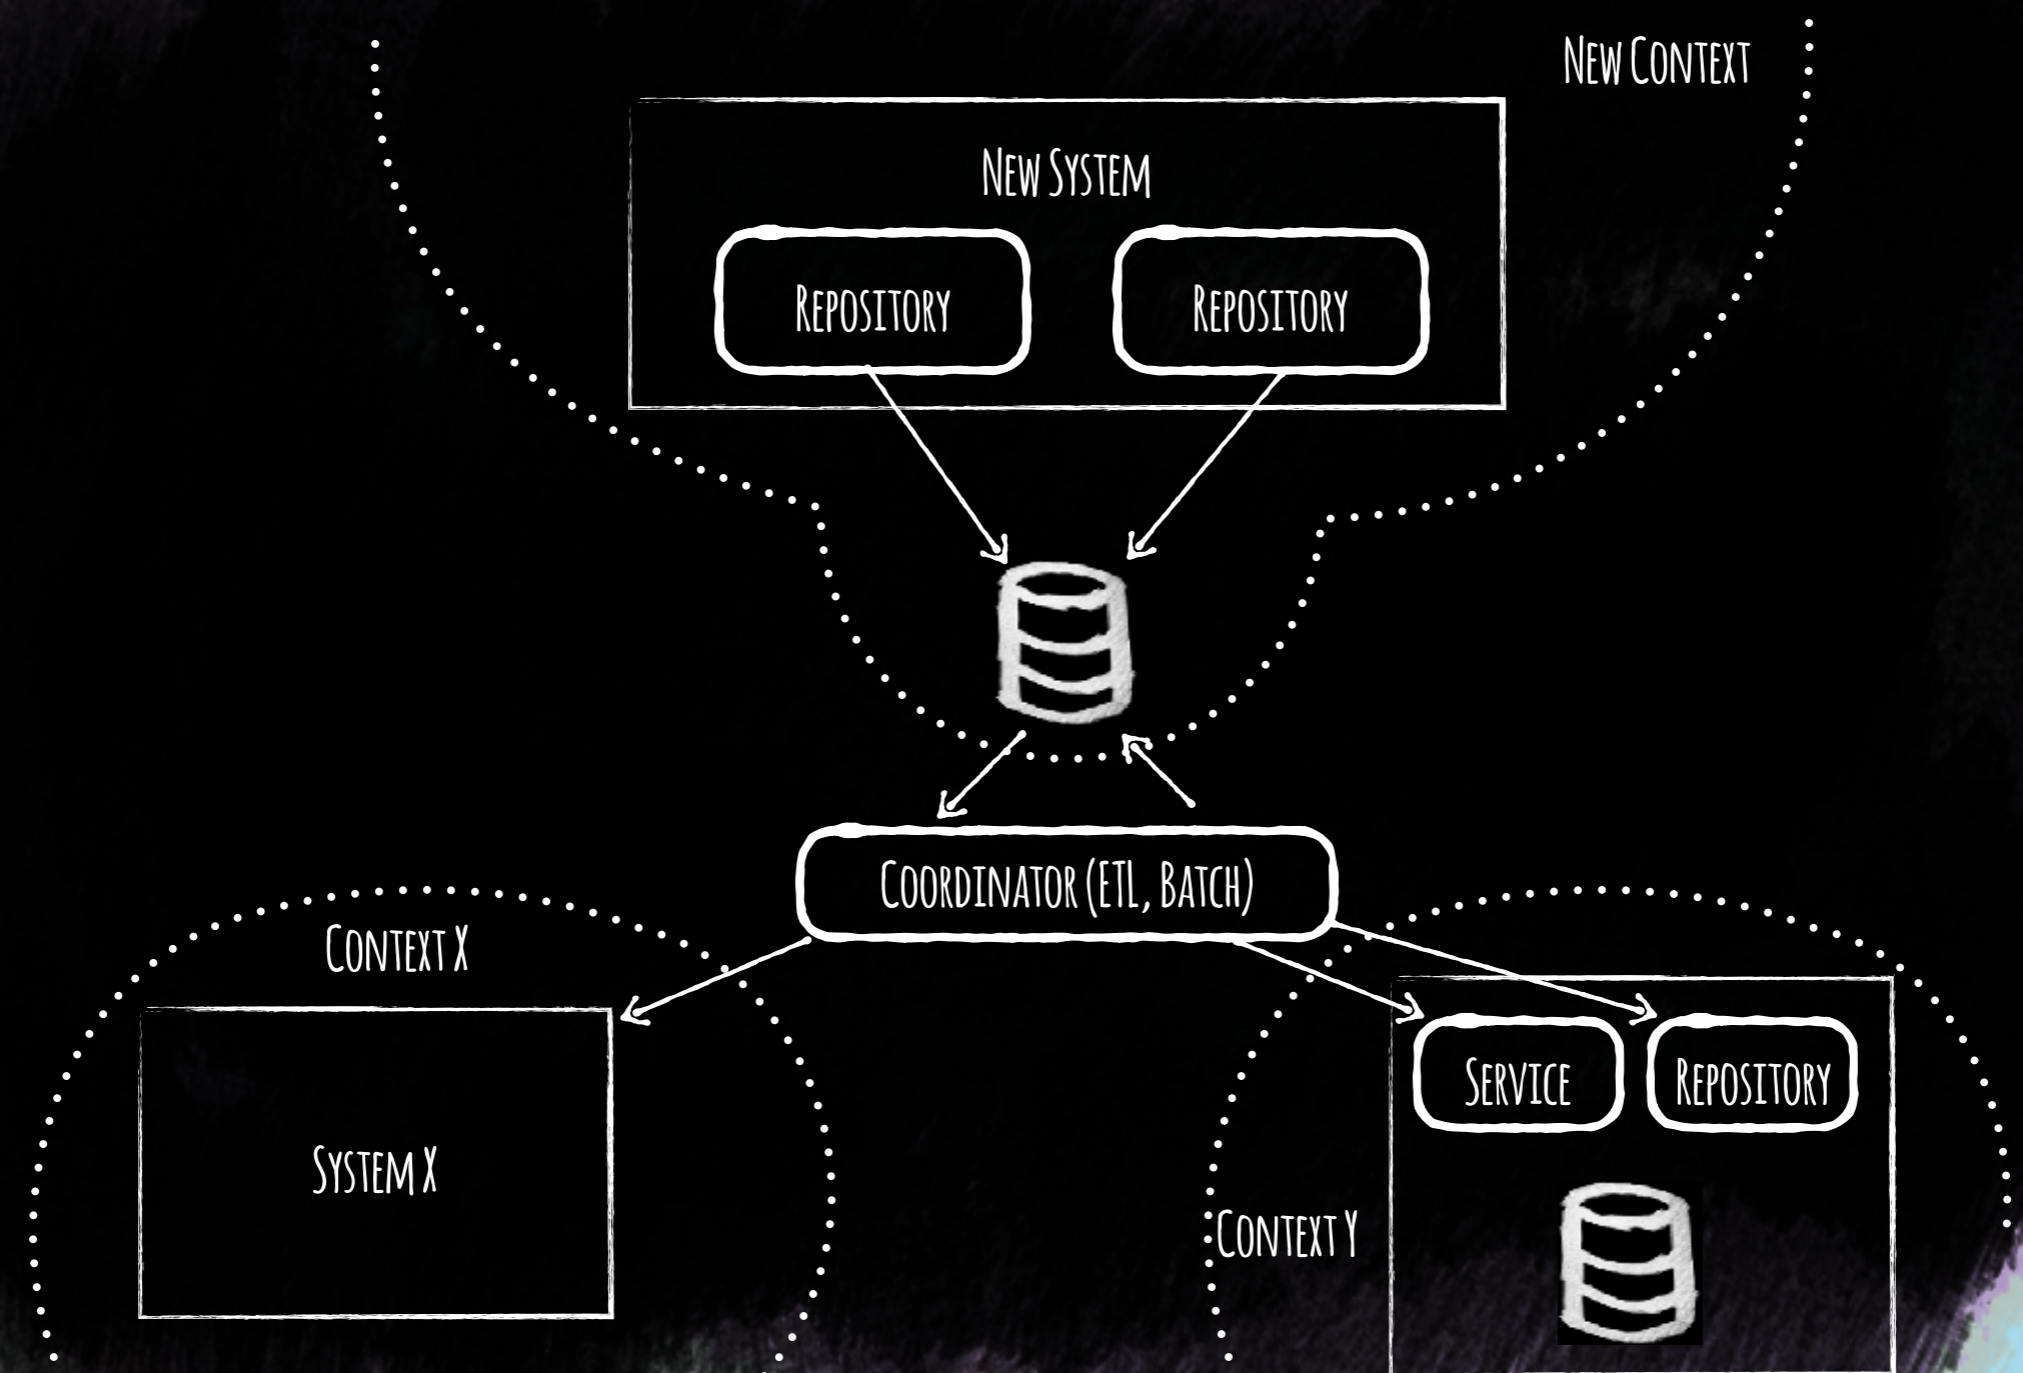 New Context
New System
Repository
Repository
Coordinator (ETL, Batch)
Context X
System X
Service
Repository
Context Y